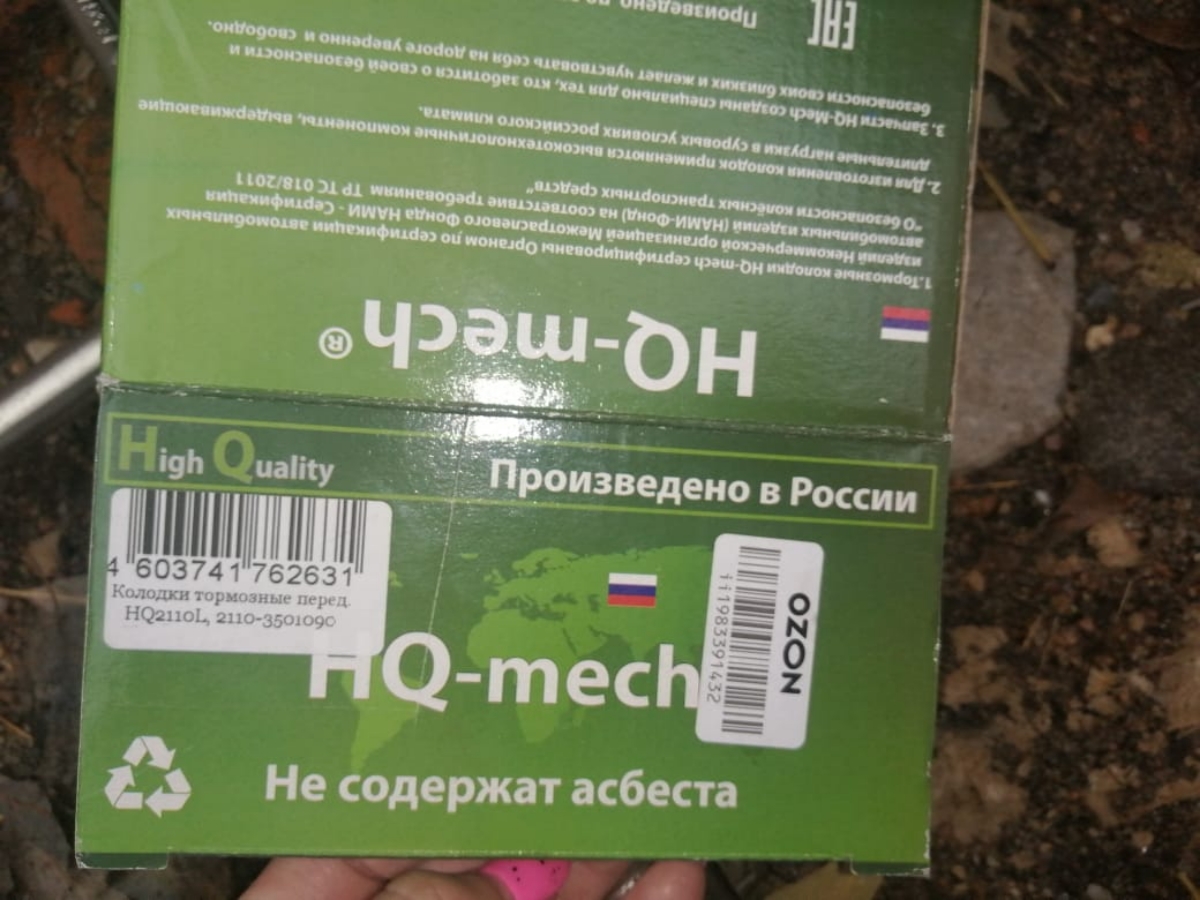 High Quality
Произведено в России
4 603741 762631
Колодки тормозные перед.
HQ2110L, 2110-3501090
HQ-mech
OZON
Не содержат асбеста
HQ-mech®
1.Тормозные колодки HQ-mech сертифицированы Органом по сертификации автомобильных
изделий Некоммерческой организацией Межотраслевого Фонда НАМИ - Сертификация
автомобильных изделий (НАМИ-Фонд) на соответствие требованиям ТР ТС 018/2011
"О безопасности колёсных транспортных средств"
2. Для изготовления колодок применяются высокотехнологичные компоненты, выдерживающие
длительные нагрузки в суровых условиях российского климата.
3. Запчасти HQ-Mech созданы специально для тех, кто заботится о своей безопасности и
безопасности своих близких и желает чувствовать себя на дороге уверенно и свободно.
EAC
Произведено по